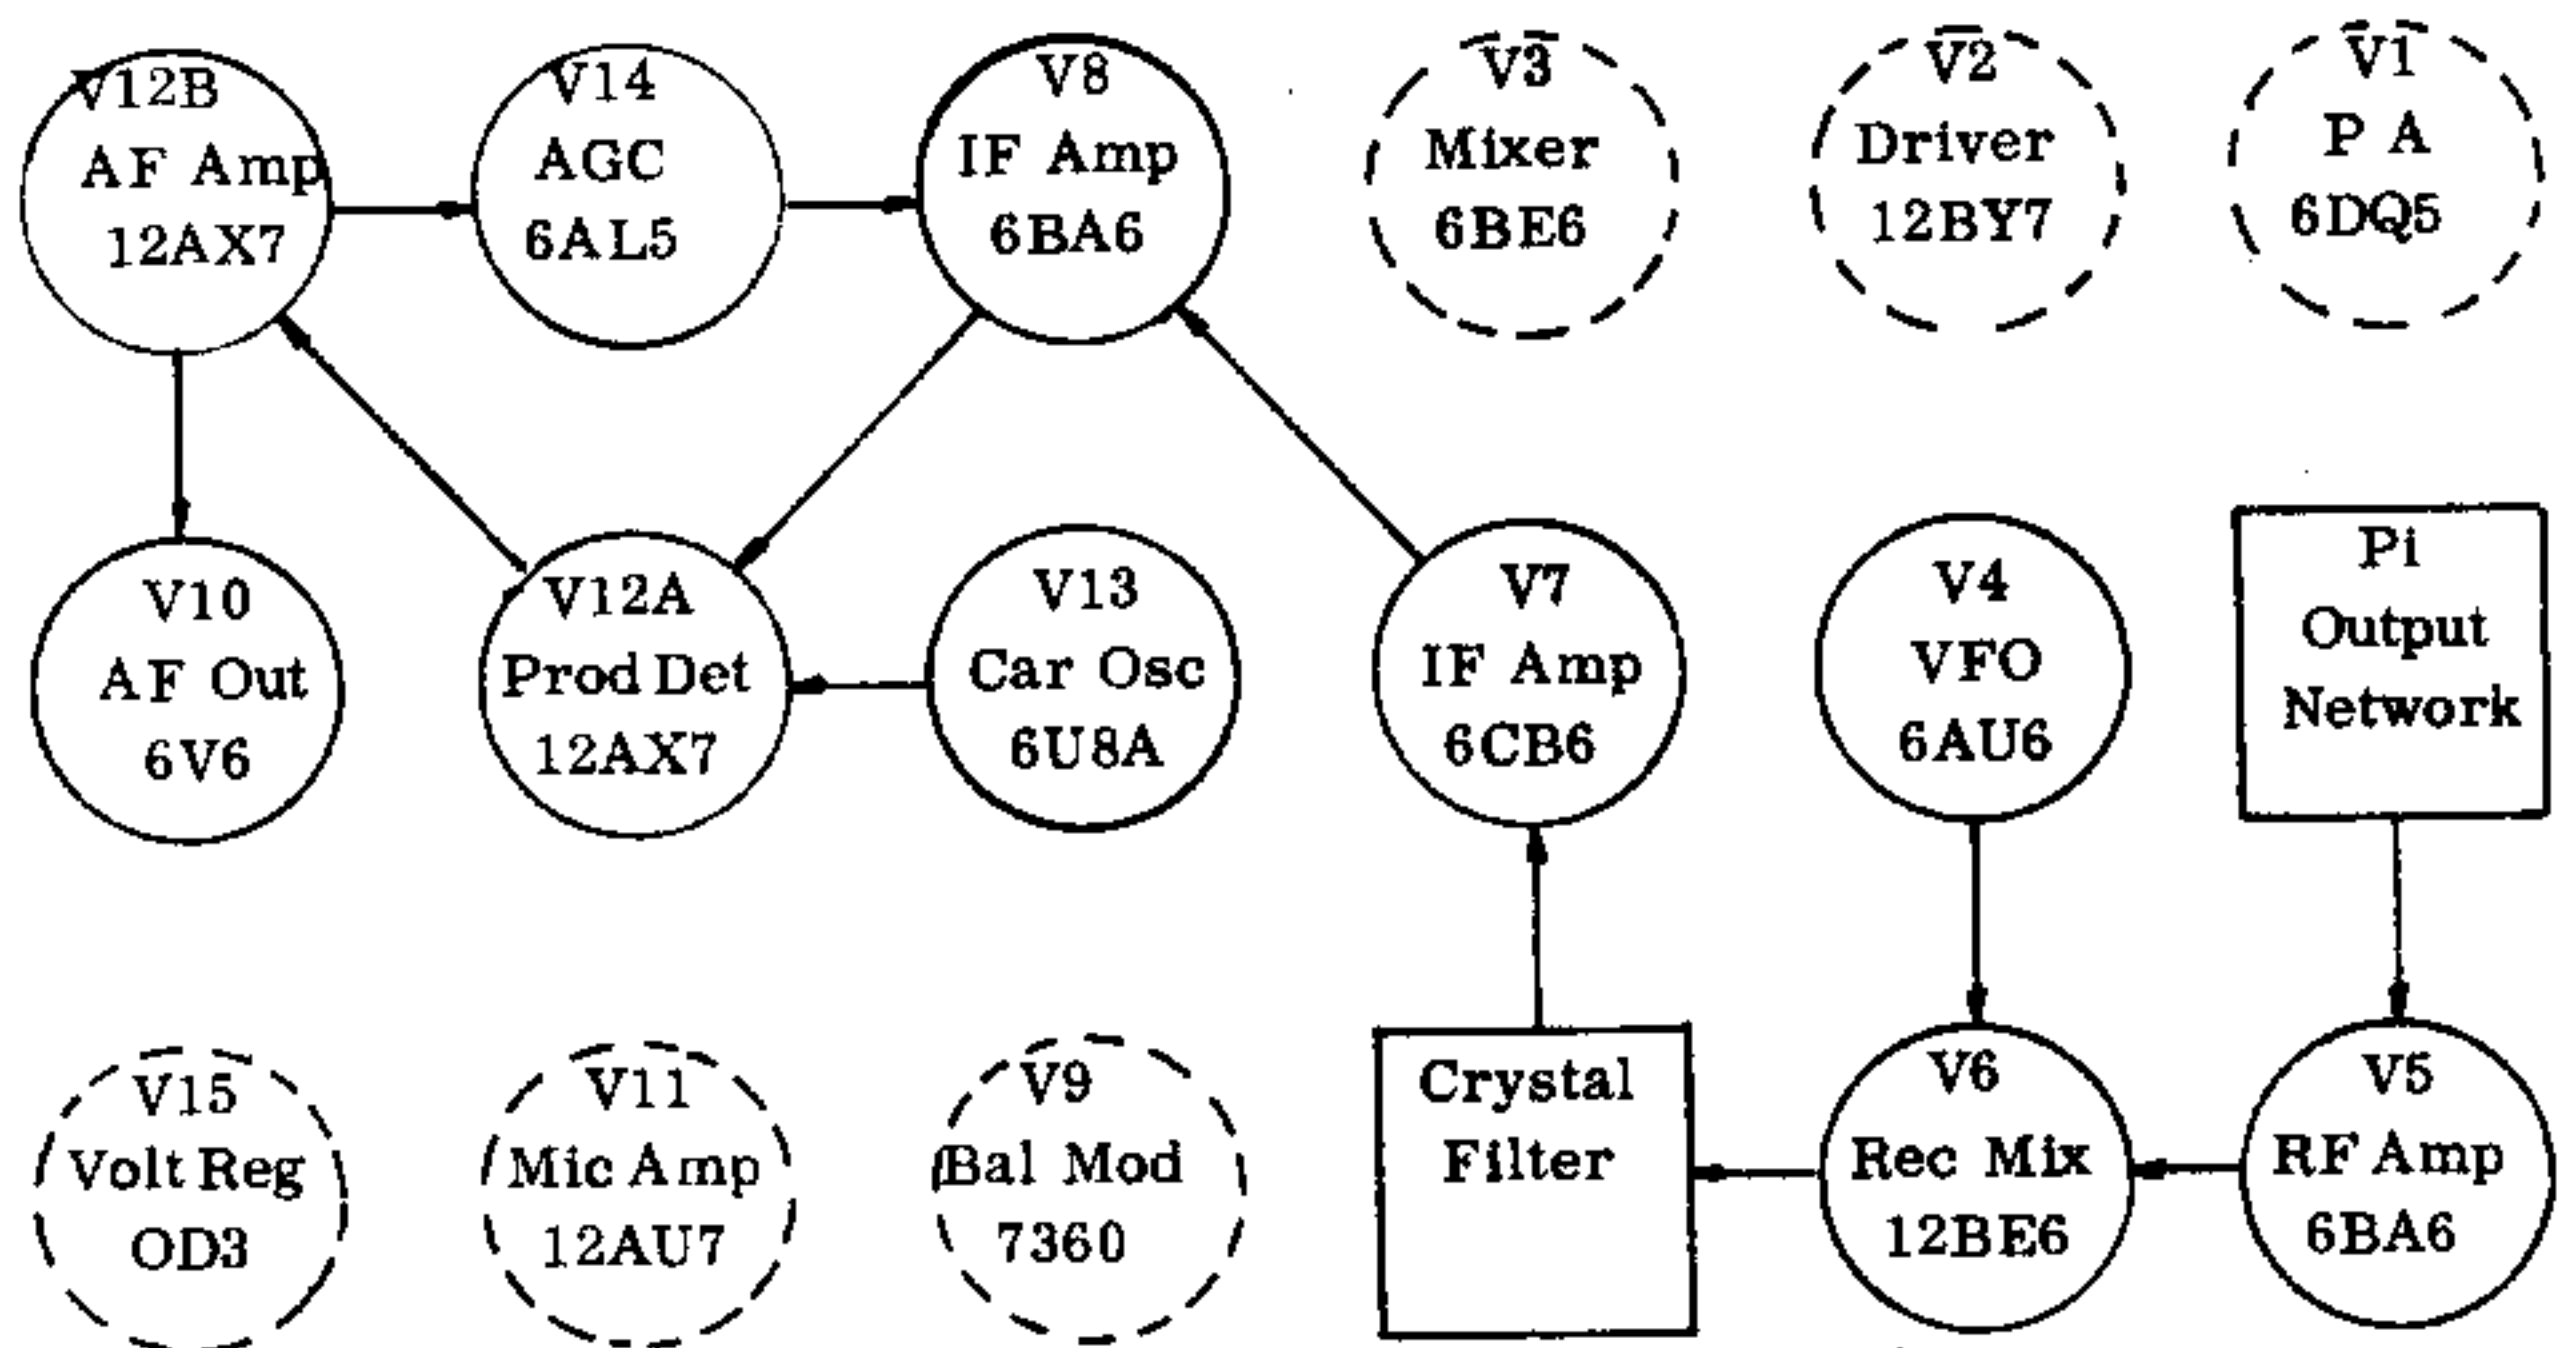 V12B
AF Amp
12AX7
V14
AGC
6AL5
V8
IF Amp
6BA6
V3
Mixer
6BE6
V2
Driver
12BY7
V1
P A
6DQ5
V10
AF Out
6V6
V12A
Prod Det
12AX7
V13
Car Osc
6U8A
V7
IF Amp
6CB6
V4
VFO
6AU6
Pi
Output
Network
V15
Volt Reg
OD3
V11
Mic Amp
12AU7
V9
Bal Mod
7360
Crystal
Filter
V6
Rec Mix
12BE6
V5
RF Amp
6BA6